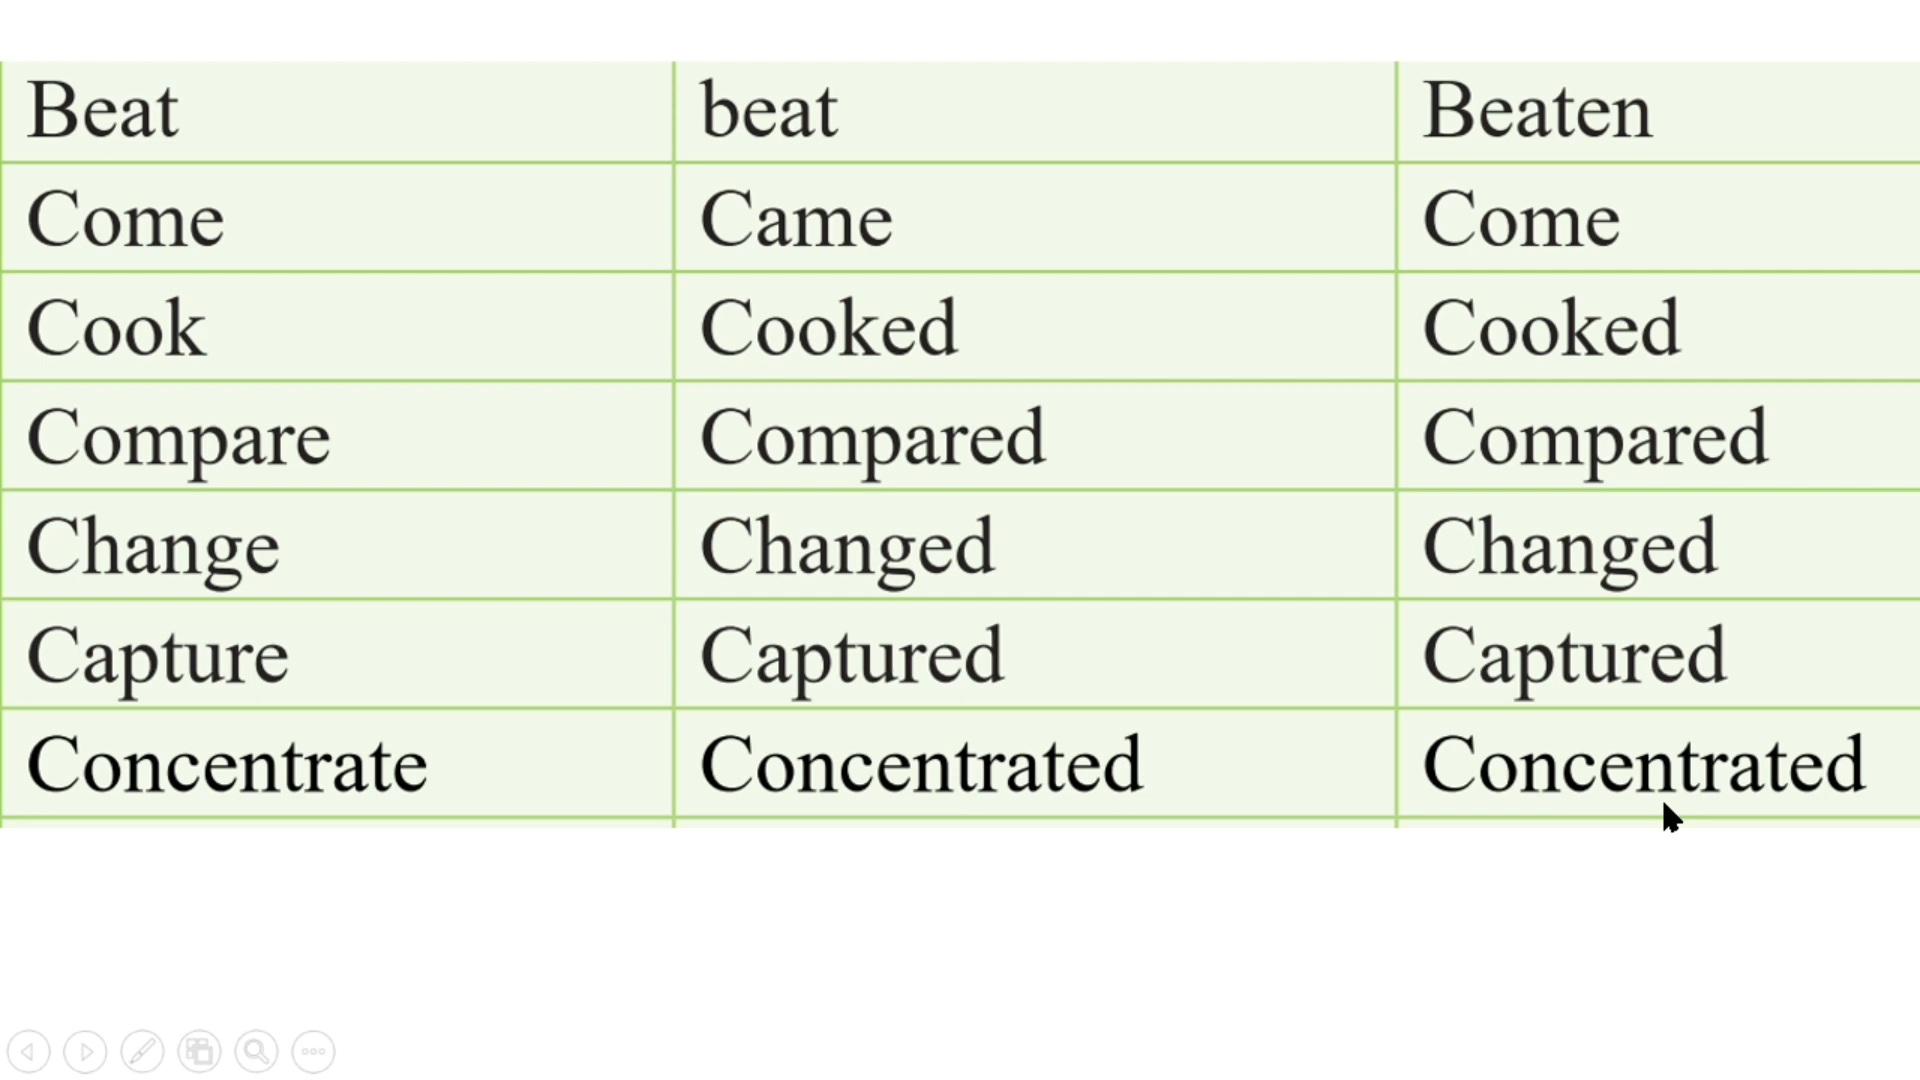 Beat beat Beaten
Come Came Come
Cook Cooked Cooked
Compare Compared Compared
Change Changed Changed
Capture Captured Captured
Concentrate Concentrated Concentrated